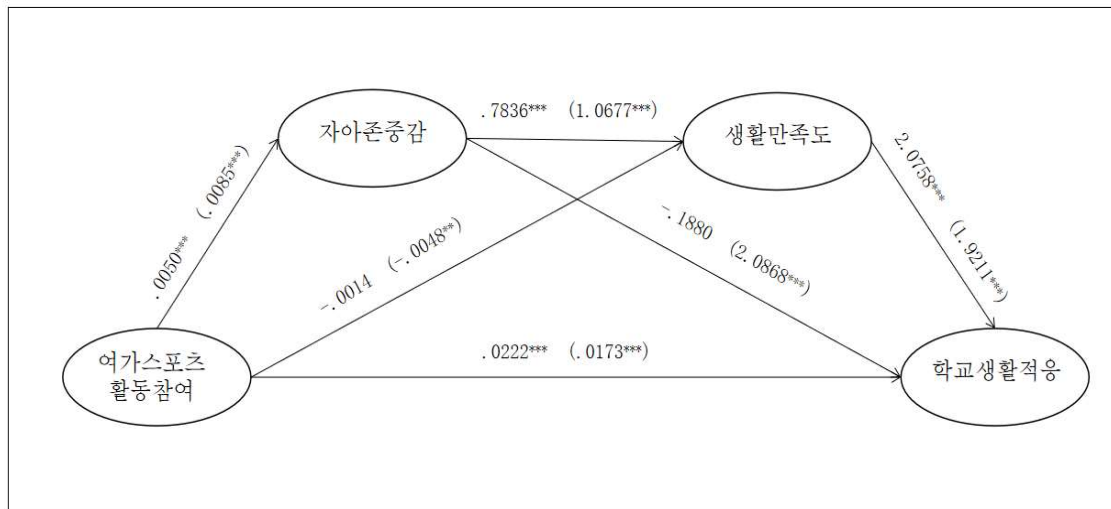 .7836*** (1.0677***)
자아존중감
생활만족도
.0050*** (.0085***)
-.0014 (-.0048**)
-.1880 (2.0868***)
2.0758*** (1.9211***)
.0222*** (.0173***)
여가스포츠
활동참여
학교생활적응